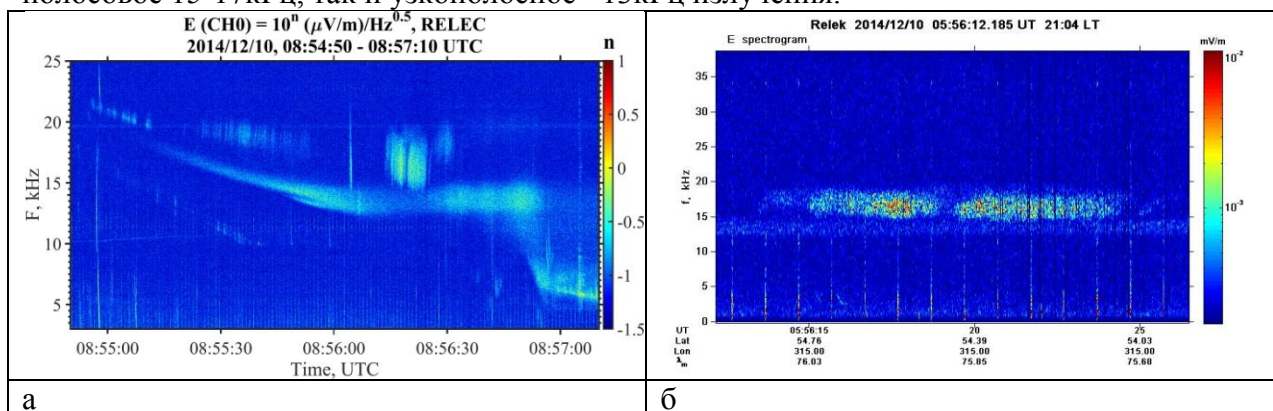 полосовое 15-17кГц, так и узкополосное ~13кГц излучения.
E (CH0) = 10ⁿ (μV/m)/Hz⁰·⁵, RELEC
2014/12/10, 08:54:50 - 08:57:10 UTC
n
25
20
15
10
5
F, kHz
1
0.5
0
-0.5
-1
-1.5
08:55:00 08:55:30 08:56:00 08:56:30 08:57:00
Time, UTC
Relek 2014/12/10 05:56:12.185 UT 21:04 LT
E spectrogram
mV/m
10⁻²
10⁻³
35
30
25
20
15
10
5
0
f, kHz
UT 05:56:15 20 25
Lat 54.76 54.39 54.03
Lon 315.00 315.00 315.00
λm 76.03 75.85 75.68
а б